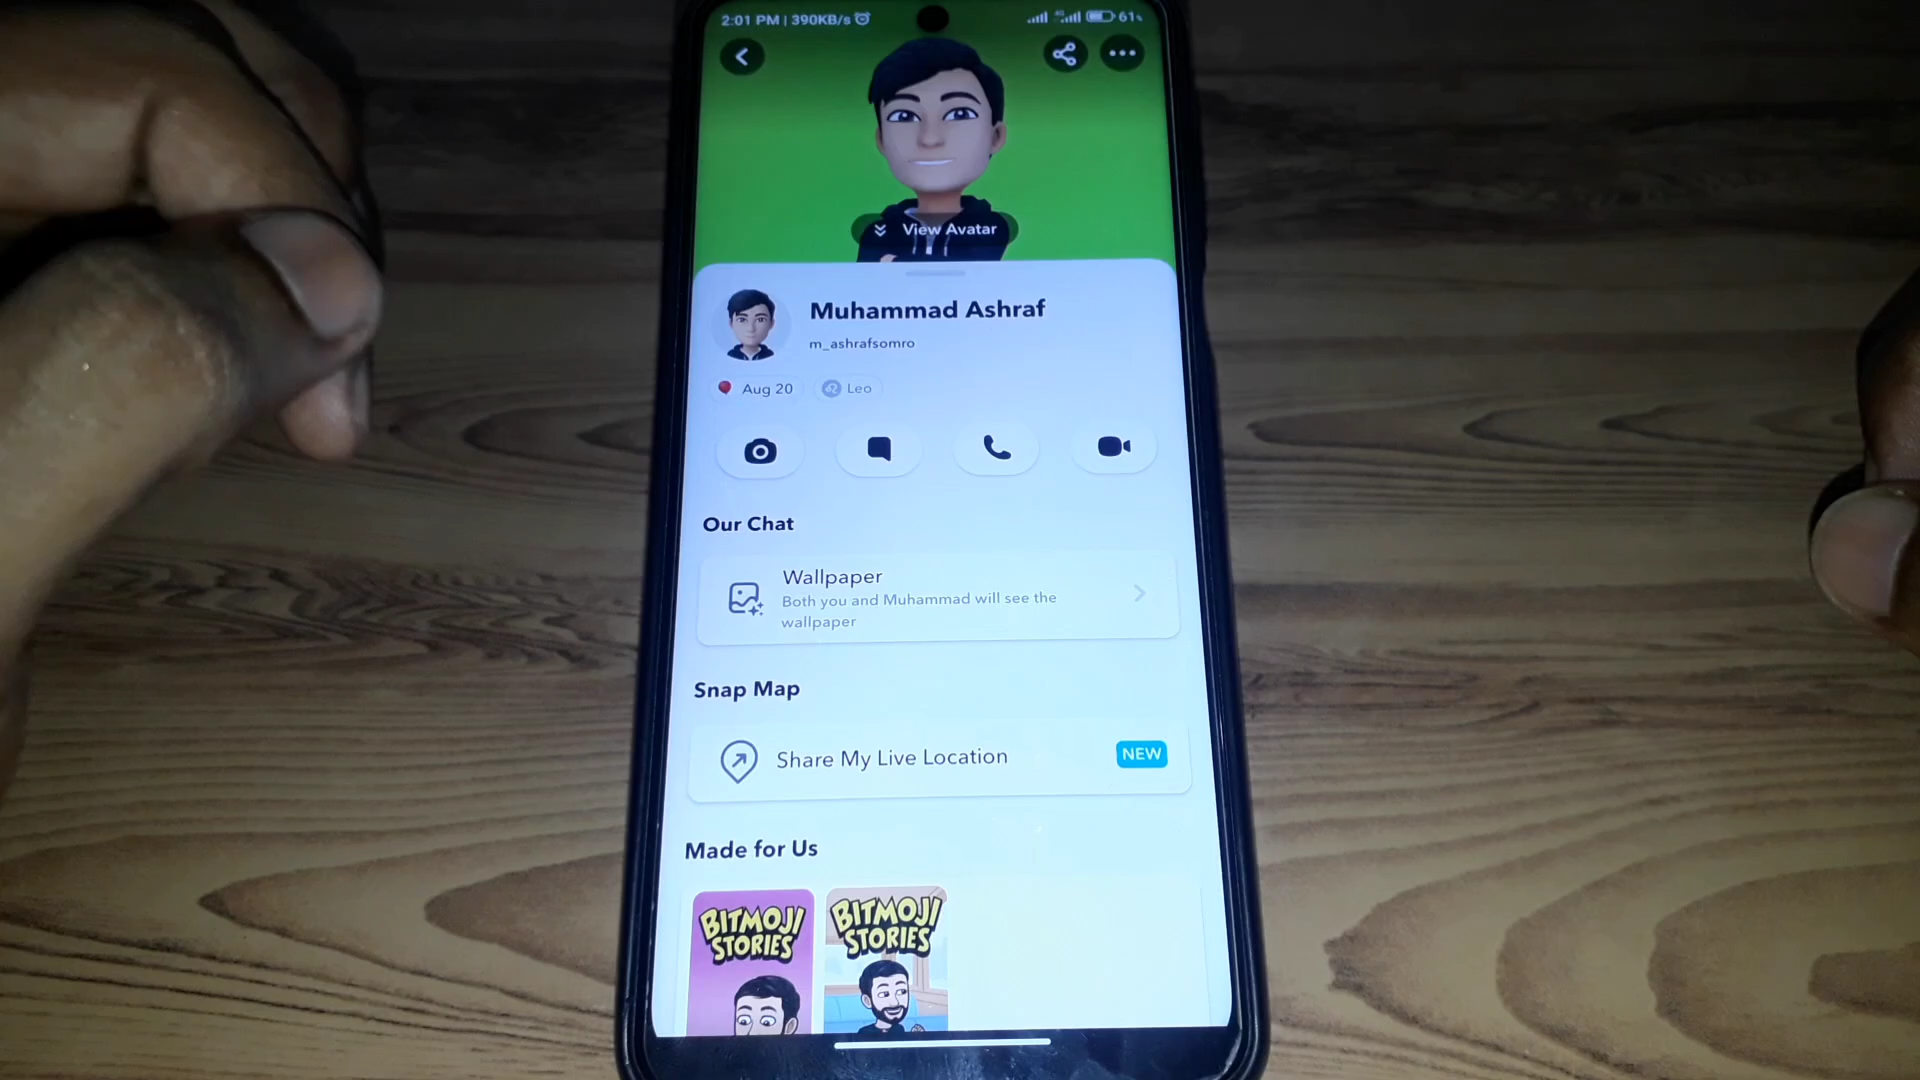 2:01 PM | 390KB/s 4G 61%
View Avatar
Muhammad Ashraf
m_ashrafsomro
Aug 20 Leo
Our Chat
Wallpaper
Both you and Muhammad will see the
wallpaper
Snap Map
Share My Live Location NEW
Made for Us
BITMOJI BITMOJI
STORIES STORIES